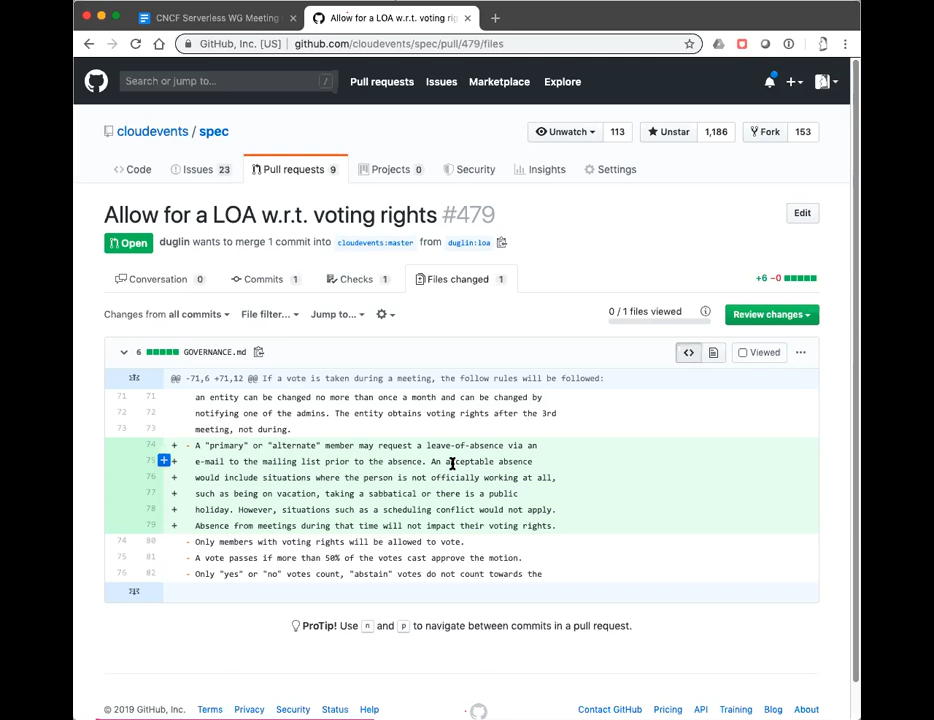 CNCF Serverless WG Meeting
Allow for a LOA w.r.t. voting rig
GitHub, Inc. [US] | github.com/cloudevents/spec/pull/479/files
Search or jump to... /
Pull requests Issues Marketplace Explore
cloudevents / spec
Unwatch 113 Unstar 1,186 Fork 153
Code Issues 23 Pull requests 9 Projects 0 Security Insights Settings
Allow for a LOA w.r.t. voting rights #479
Edit
Open duglin wants to merge 1 commit into cloudevents:master from duglin:loa
Conversation 0 Commits 1 Checks 1 Files changed 1
+6 −0
Changes from all commits File filter... Jump to... 0 / 1 files viewed Review changes
6 GOVERNANCE.md Viewed
@@ -71,6 +71,12 @@ If a vote is taken during a meeting, the follow rules will be followed:
71 71 an entity can be changed no more than once a month and can be changed by
72 72 notifying one of the admins. The entity obtains voting rights after the 3rd
73 73 meeting, not during.
74 + - A "primary" or "alternate" member may request a leave-of-absence via an
75 + e-mail to the mailing list prior to the absence. An acceptable absence
76 + would include situations where the person is not officially working at all,
77 + such as being on vacation, taking a sabbatical or there is a public
78 + holiday. However, situations such as a scheduling conflict would not apply.
79 + Absence from meetings during that time will not impact their voting rights.
74 80 - Only members with voting rights will be allowed to vote.
75 81 - A vote passes if more than 50% of the votes cast approve the motion.
76 82 - Only "yes" or "no" votes count, "abstain" votes do not count towards the
ProTip! Use n and p to navigate between commits in a pull request.
© 2019 GitHub, Inc. Terms Privacy Security Status Help
Contact GitHub Pricing API Training Blog About